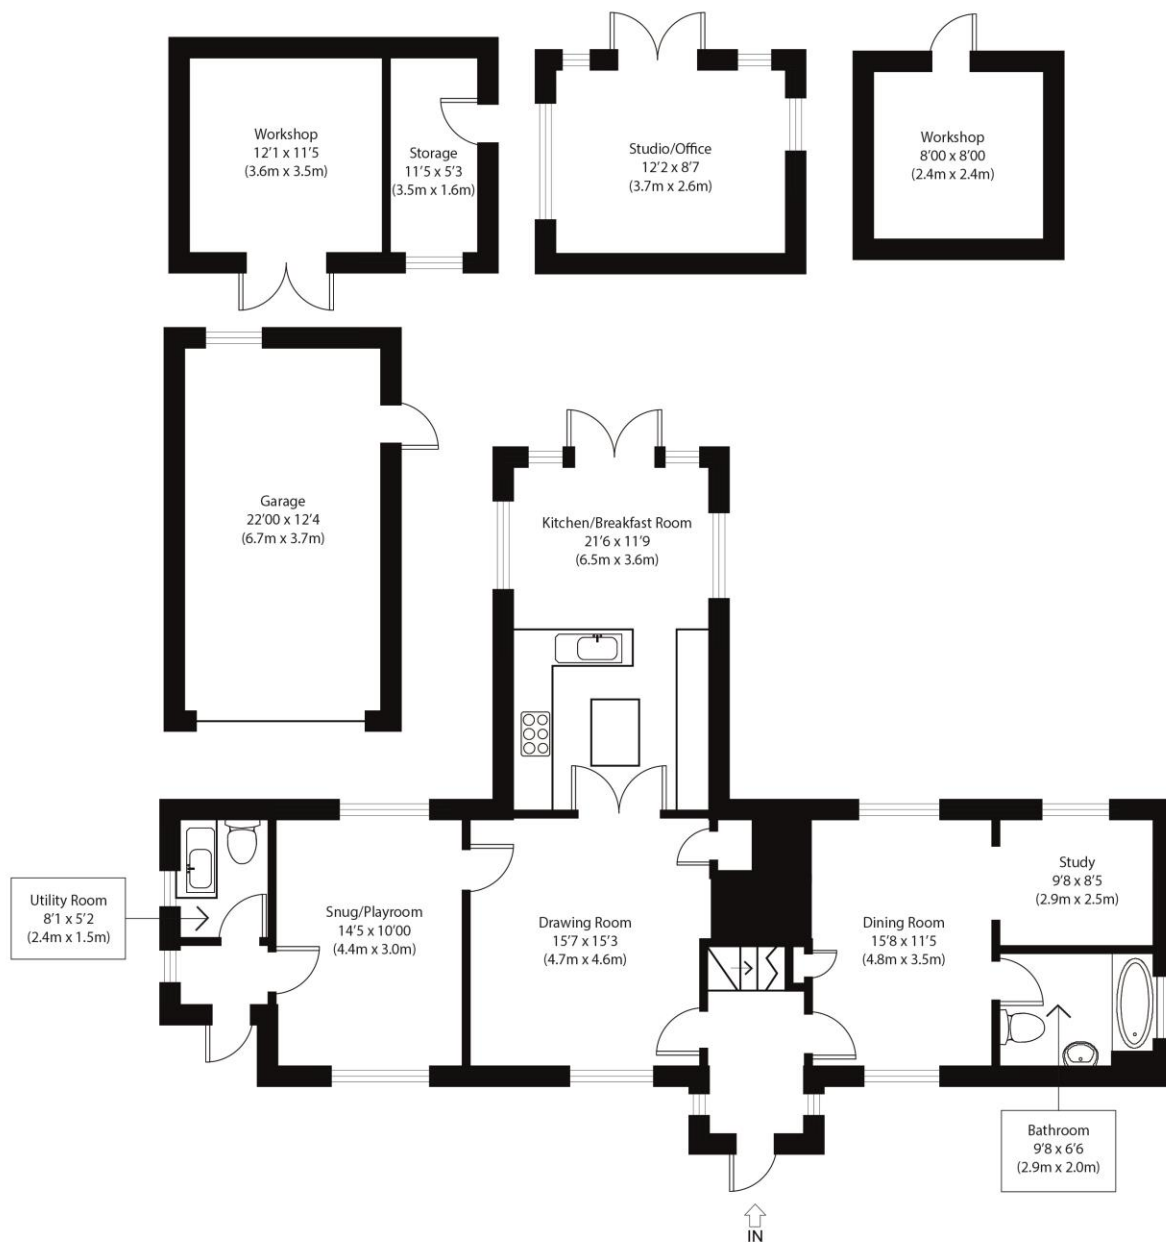 Workshop
12'1 x 11'5
(3.6m x 3.5m)
Storage
11'5 x 5'3
(3.5m x 1.6m)
Studio/Office
12'2 x 8'7
(3.7m x 2.6m)
Workshop
8'00 x 8'00
(2.4m x 2.4m)
Garage
22'00 x 12'4
(6.7m x 3.7m)
Kitchen/Breakfast Room
21'6 x 11'9
(6.5m x 3.6m)
Utility Room
8'1 x 5'2
(2.4m x 1.5m)
Snug/Playroom
14'5 x 10'00
(4.4m x 3.0m)
Drawing Room
15'7 x 15'3
(4.7m x 4.6m)
Dining Room
15'8 x 11'5
(4.8m x 3.5m)
Study
9'8 x 8'5
(2.9m x 2.5m)
Bathroom
9'8 x 6'6
(2.9m x 2.0m)
IN